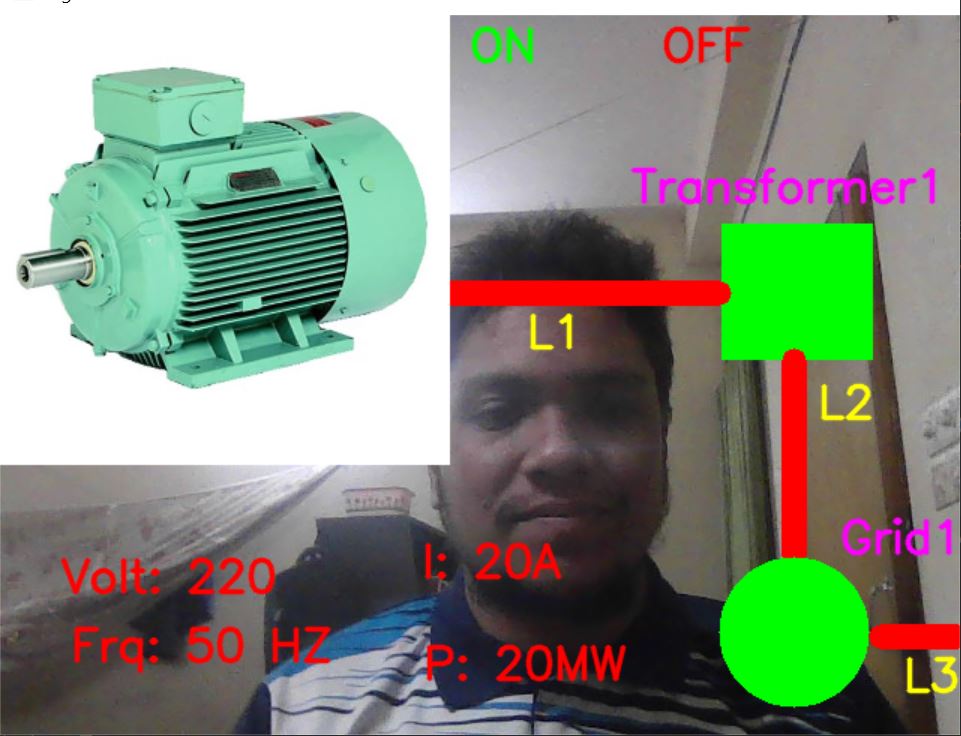 ON
OFF
Transformer1
L1
L2
Grid1
Volt: 220
I: 20A
Frq: 50 HZ
P: 20MW
L3